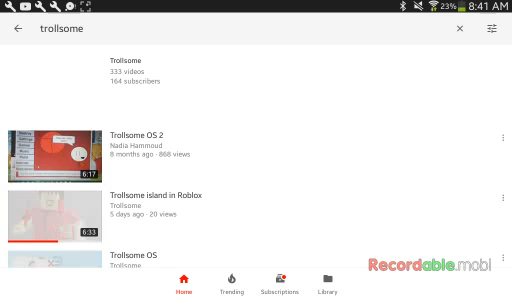 23% 8:41 AM
trollsome
Trollsome
333 videos
164 subscribers
Trollsome OS 2
Nadia Hammoud
8 months ago · 868 views
6:17
Trollsome island in Roblox
Trollsome
5 days ago · 20 views
6:33
Trollsome OS
Trollsome
Recordable.mobi
Home Trending Subscriptions Library